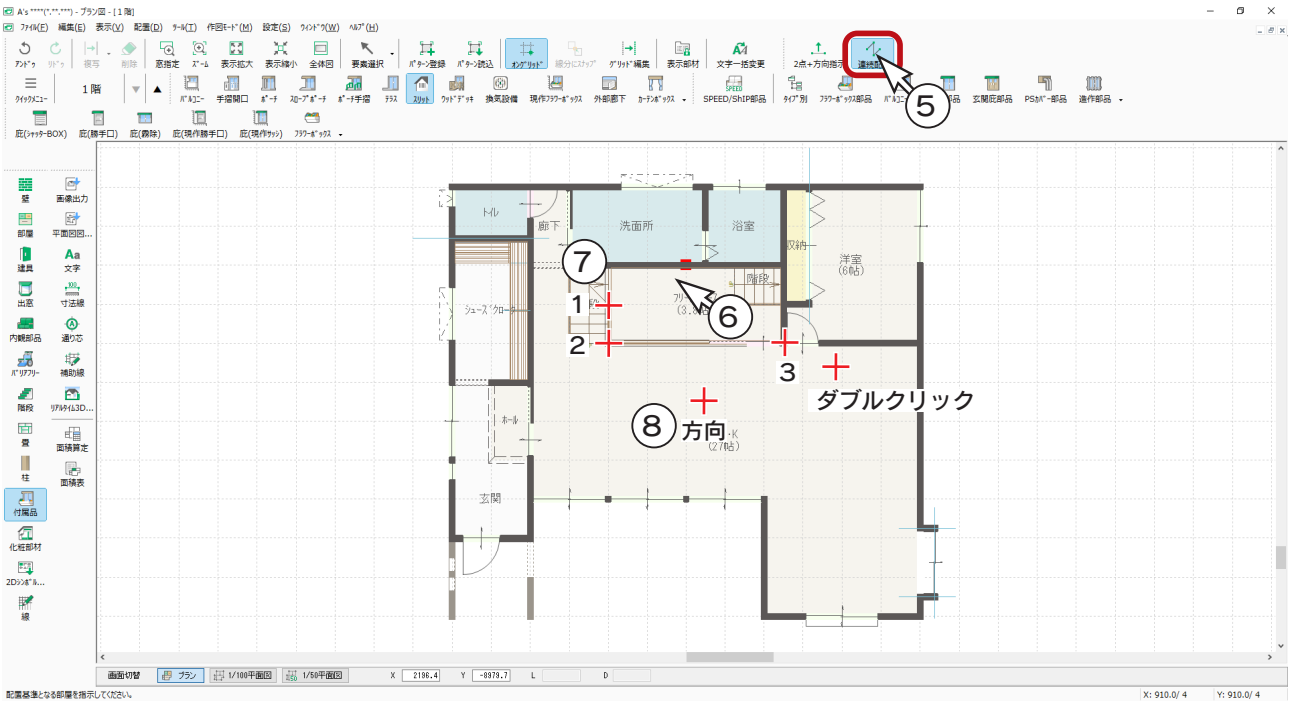 A's ****(*.**.***) - プラン図 - [1 階]
ﾌｧｲﾙ(F) 編集(E) 表示(V) 配置(D) ﾂｰﾙ(T) 作図ﾓｰﾄﾞ(M) 設定(S) ｳｨﾝﾄﾞｳ(W) ﾍﾙﾌﾟ(H)
ｱﾝﾄﾞｩ ﾘﾄﾞｩ 複写 削除 窓指定 ｽﾞｰﾑ 表示拡大 表示縮小 全体図 要素選択 ﾊﾟﾀｰﾝ登録 ﾊﾟﾀｰﾝ読込 ｵﾝｸﾞﾘｯﾄﾞ 線分にｽﾅｯﾌﾟ ｸﾞﾘｯﾄﾞ編集 表示部材 文字一括変更 2点+方向指示
ｸｲｯｸﾒﾆｭｰ 1 階 ﾊﾞﾙｺﾆｰ 手摺開口 ﾎﾟｰﾁ ｽﾛｰﾌﾟﾎﾟｰﾁ ﾎﾟｰﾁ手摺 ﾃﾗｽ ｽﾘｯﾄ ｳｯﾄﾞﾃﾞｯｷ 換気設備 現作ﾌﾗﾜｰﾎﾞｯｸｽ 外部廊下 ｶｰﾃﾝﾎﾞｯｸｽ SPEED/ShIP部品 ﾀｲﾌﾟ別 ﾌﾗﾜｰﾎﾞｯｸｽ部品 玄関庇部品 PSｶﾊﾞｰ部品 造作部品
⑤
庇(ｼｬｯﾀｰBOX) 庇(勝手口) 庇(霧除) 庇(現作勝手口) 庇(現作ｻｯｼ) ﾌﾗﾜｰﾎﾞｯｸｽ
壁 画像出力
部屋 平面図図...
建具 文字
出窓 寸法線
内観部品 通り芯
ﾊﾞﾘｱﾌﾘｰ 補助線
階段 ﾘｱﾙﾀｲﾑ3D...
畳 面積算定
柱 面積表
付属品
化粧部材
2Dｼﾝﾎﾞﾙ...
線
トイレ
廊下
洗面所
浴室
収納
洋室
(6帖)
⑦
階段
1
⑥
2
3
ダブルクリック
⑧
方向
K
(27帖)
ホール
玄関
画面切替 プラン 1/100平面図 1/50平面図 X 2196.4 Y -8979.7 L D
配置基準となる部屋を指示してください。 X: 910.0/ 4 Y: 910.0/ 4